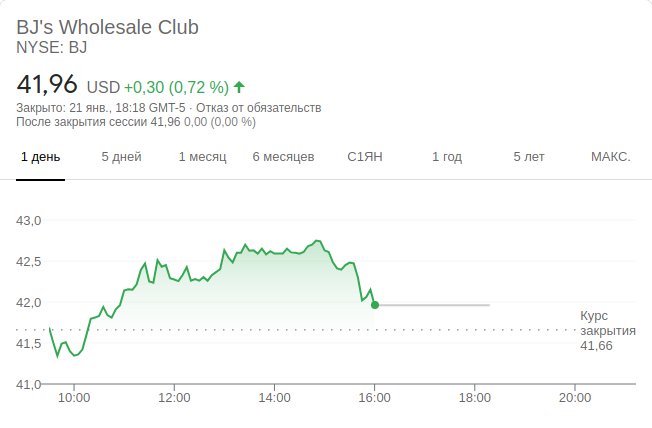 BJ's Wholesale Club
NYSE: BJ
41,96 USD +0,30 (0,72 %)
Закрыто: 21 янв., 18:18 GMT-5 · Отказ от обязательств
После закрытия сессии 41,96 0,00 (0,00 %)
1 день 5 дней 1 месяц 6 месяцев С1ЯН 1 год 5 лет МАКС.
43,0
42,5
42,0
Курс
закрытия
41,66
41,5
41,0
10:00 12:00 14:00 16:00 18:00 20:00